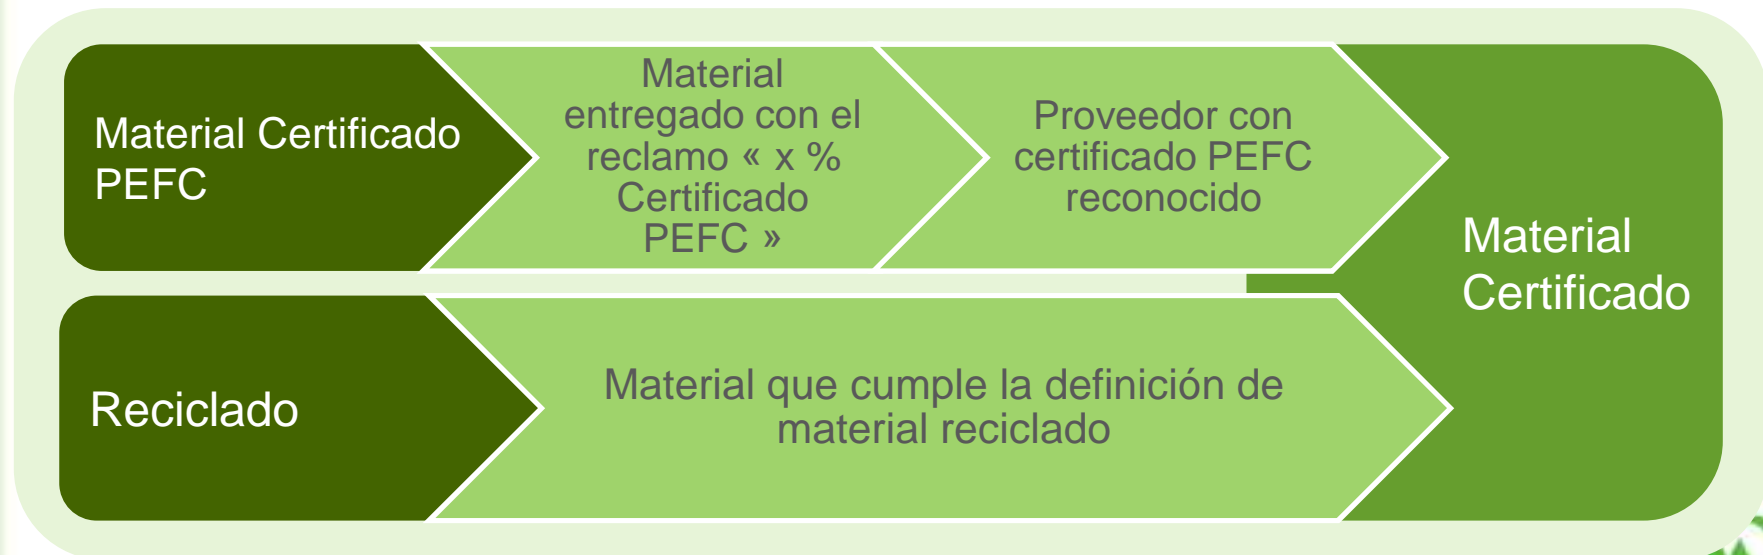 Material Certificado
PEFC
Material
entregado con el
reclamo « x %
Certificado
PEFC »
Proveedor con
certificado PEFC
reconocido
Material
Certificado
Reciclado
Material que cumple la definición de
material reciclado